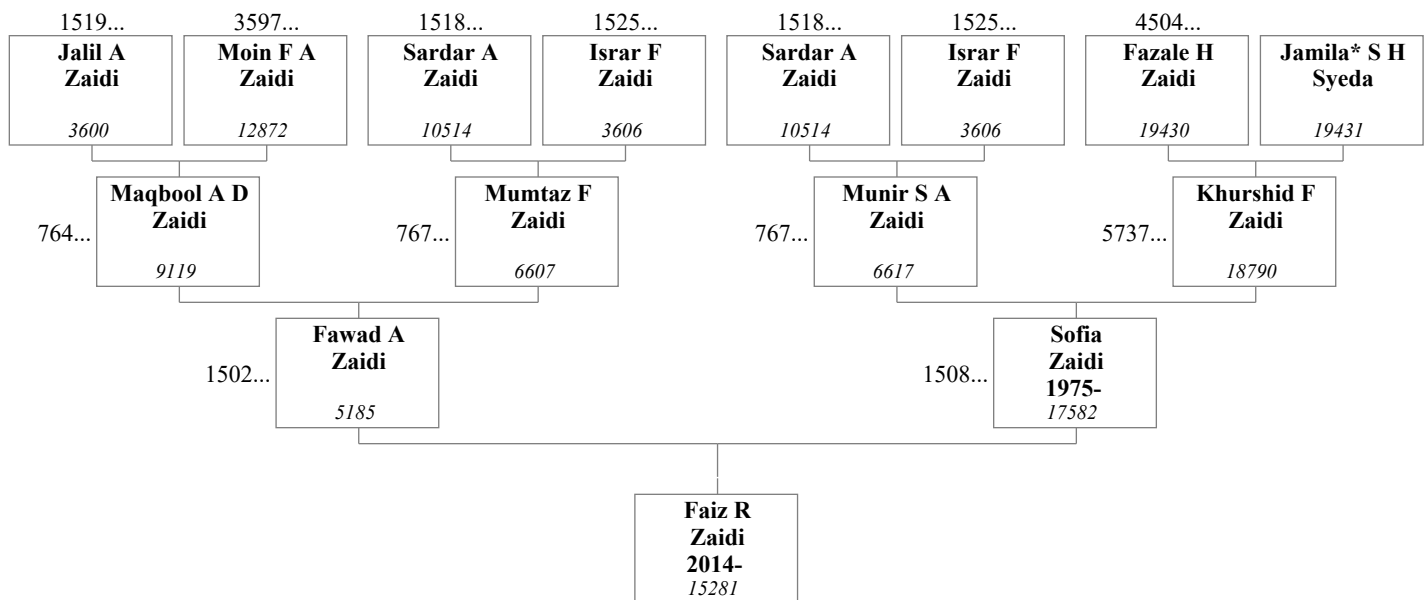 1519...
3597...
1518...
1525...
1518...
1525...
4504...
Jalil A
Zaidi
3600
Moin F A
Zaidi
12872
Sardar A
Zaidi
10514
Israr F
Zaidi
3606
Sardar A
Zaidi
10514
Israr F
Zaidi
3606
Fazale H
Zaidi
19430
Jamila* S H
Syeda
19431
764...
Maqbool A D
Zaidi
9119
767...
Mumtaz F
Zaidi
6607
767...
Munir S A
Zaidi
6617
5737...
Khurshid F
Zaidi
18790
1502...
Fawad A
Zaidi
5185
1508...
Sofia
Zaidi
1975-
17582
Faiz R
Zaidi
2014-
15281